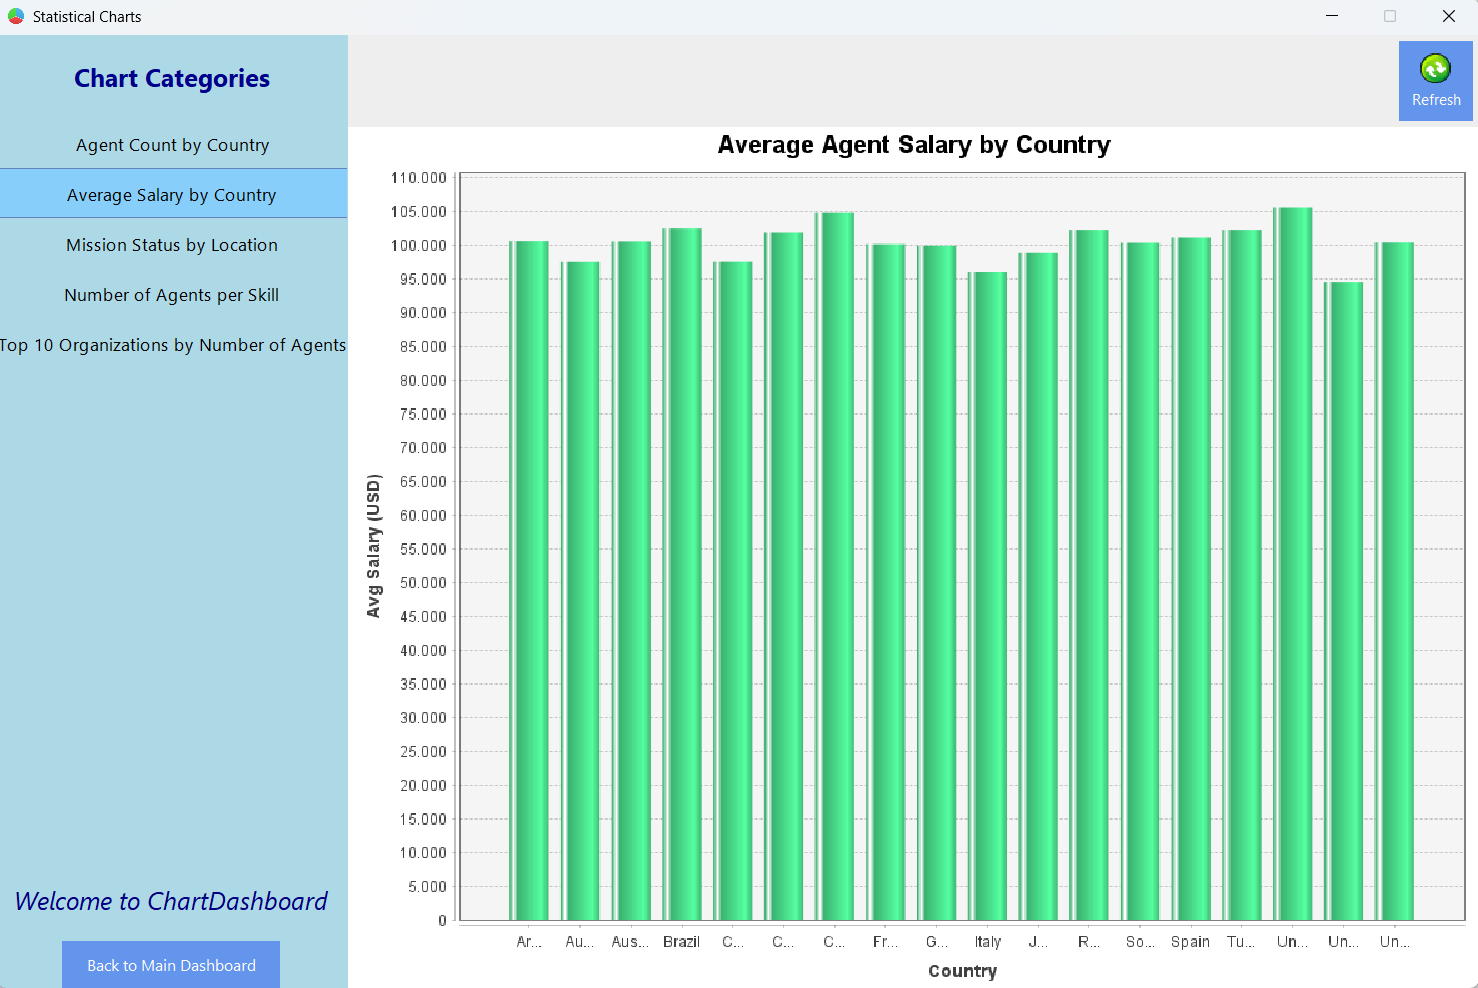 Statistical Charts
Chart Categories
Agent Count by Country
Average Salary by Country
Mission Status by Location
Number of Agents per Skill
Top 10 Organizations by Number of Agents
Welcome to ChartDashboard
Back to Main Dashboard
Refresh
Average Agent Salary by Country
Avg Salary (USD)
110.000
105.000
100.000
95.000
90.000
85.000
80.000
75.000
70.000
65.000
60.000
55.000
50.000
45.000
40.000
35.000
30.000
25.000
20.000
15.000
10.000
5.000
0
Ar... Au... Aus... Brazil C... C... C... Fr... G... Italy J... R... So... Spain Tu... Un... Un... Un...
Country